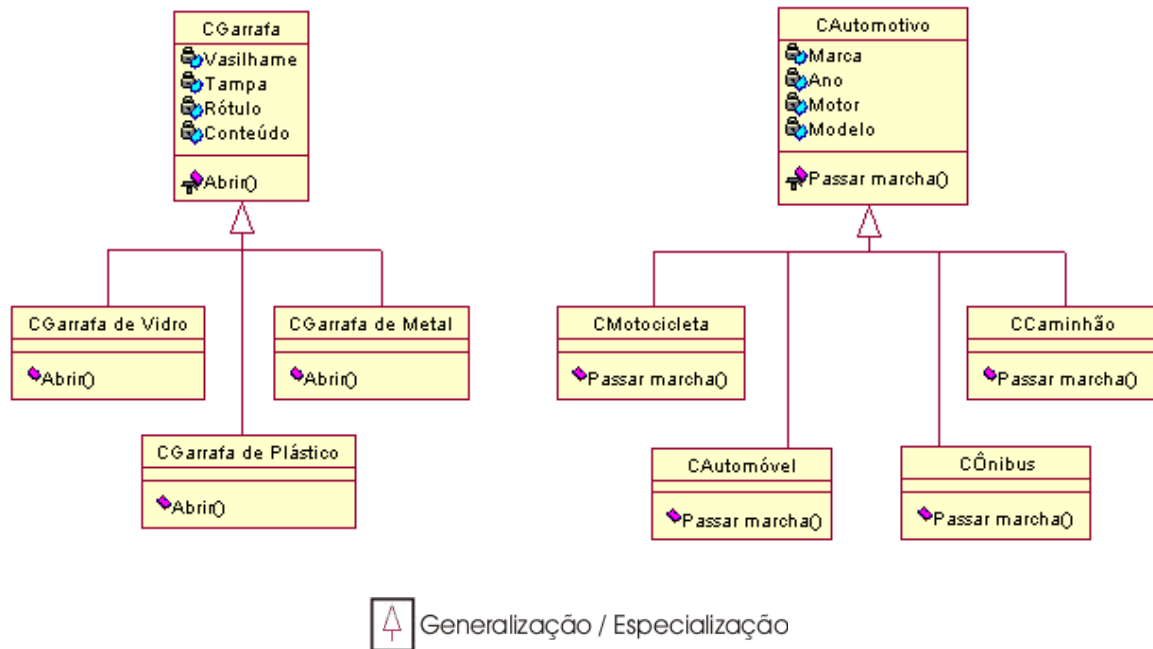 CGarrafa
Vasilhame
Tampa
Rótulo
Conteúdo
Abrir()
CGarrafa de Vidro
Abrir()
CGarrafa de Metal
Abrir()
CGarrafa de Plástico
Abrir()
CAutomotivo
Marca
Ano
Motor
Modelo
Passar marcha()
CMotocicleta
Passar marcha()
CCaminhão
Passar marcha()
CAutomóvel
Passar marcha()
CÔnibus
Passar marcha()
Generalização / Especialização